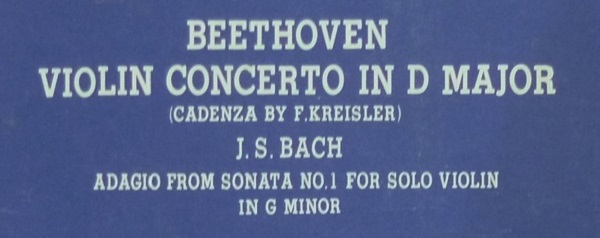 BEETHOVEN
VIOLIN CONCERTO IN D MAJOR
(CADENZA BY F.KREISLER)
J. S. BACH
ADAGIO FROM SONATA NO.1 FOR SOLO VIOLIN
IN G MINOR